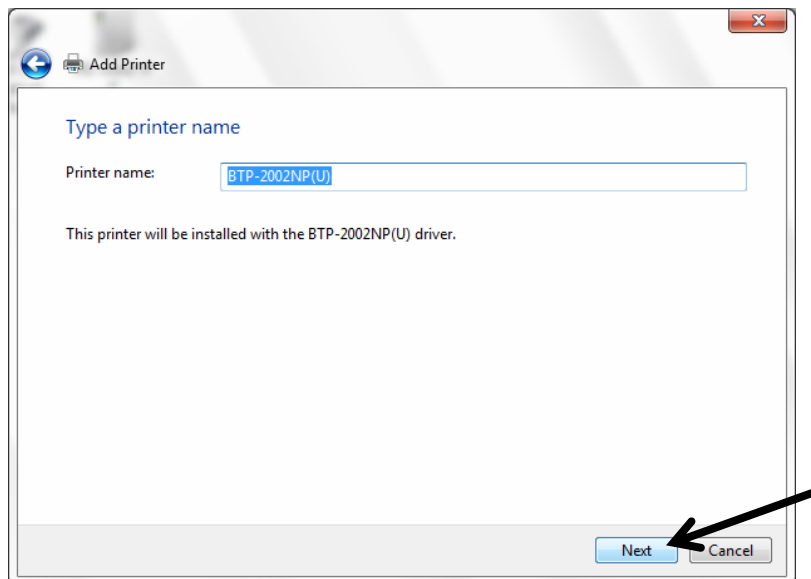 Add Printer
Type a printer name
Printer name: BTP-2002NP(U)
This printer will be installed with the BTP-2002NP(U) driver.
Next Cancel